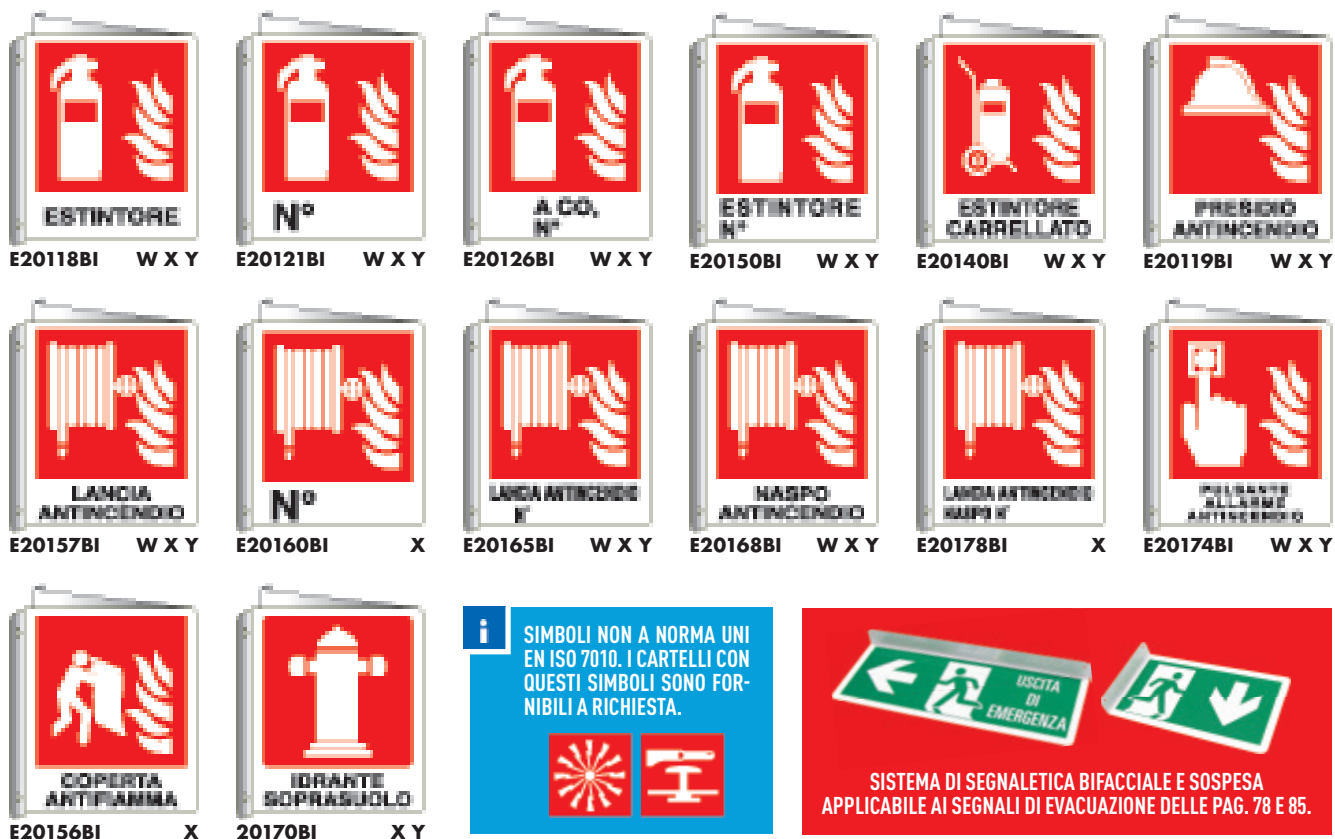 ESTINTORE
E20118BI W X Y
N°
E20121BI W X Y
A CO2
N°
E20126BI W X Y
ESTINTORE
N°
E20150BI W X Y
ESTINTORE
CARRELLATO
E20140BI W X Y
PRESIDIO
ANTINCENDIO
E20119BI W X Y
LANCIA
ANTINCENDIO
E20157BI W X Y
N°
E20160BI X
LANCIA ANTINCENDIO
N°
E20165BI W X Y
NASPO
ANTINCENDIO
E20168BI W X Y
LANCIA ANTINCENDIO
NASPO N°
E20178BI X
PULSANTE
ALLARME
ANTINCENDIO
E20174BI W X Y
COPERTA
ANTIFIAMMA
E20156BI X
IDRANTE
SOPRASUOLO
20170BI X Y
i
SIMBOLI NON A NORMA UNI
EN ISO 7010. I CARTELLI CON
QUESTI SIMBOLI SONO FOR-
NIBILI A RICHIESTA.
USCITA
DI
EMERGENZA
SISTEMA DI SEGNALETICA BIFACCIALE E SOSPESA
APPLICABILE AI SEGNALI DI EVACUAZIONE DELLE PAG. 78 E 85.